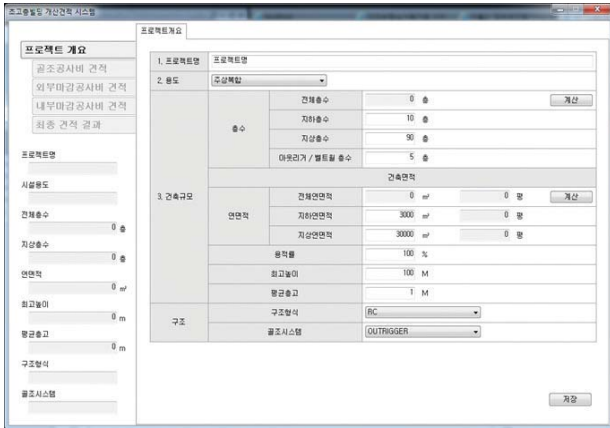 초고층빌딩 개산견적 시스템
프로젝트 개요
골조공사비 견적
외부마감공사비 견적
내부마감공사비 견적
최종 견적 결과
프로젝트명
시설용도
전체층수
0 층
지상층수
0 층
연면적
0 m²
최고높이
0 m
평균층고
0 m
구조형식
골조시스템
프로젝트개요
1. 프로젝트명 프로젝트명
2. 용도 주상복합
3. 건축규모
층수
전체층수 0 층 계산
지하층수 10 층
지상층수 90 층
아웃리거 / 벨트월 층수 5 층
건축면적
연면적
전체연면적 0 m² 0 평 계산
지하연면적 3000 m² 0 평
지상연면적 30000 m² 0 평
용적률 100 %
최고높이 100 M
평균층고 1 M
구조
구조형식 RC
골조시스템 OUTRIGGER
저장